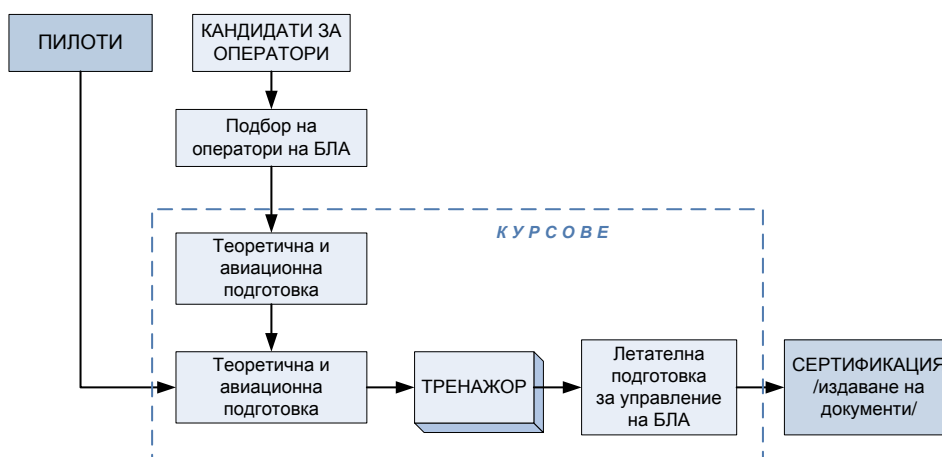 ПИЛОТИ
КАНДИДАТИ ЗА
ОПЕРАТОРИ
Подбор на
оператори на БЛА
КУРСОВЕ
Теоретична и
авиационна
подготовка
Теоретична и
авиационна
подготовка
ТРЕНАЖОР
Летателна
подготовка
за управление
на БЛА
СЕРТИФИКАЦИЯ
/издаване на
документи/